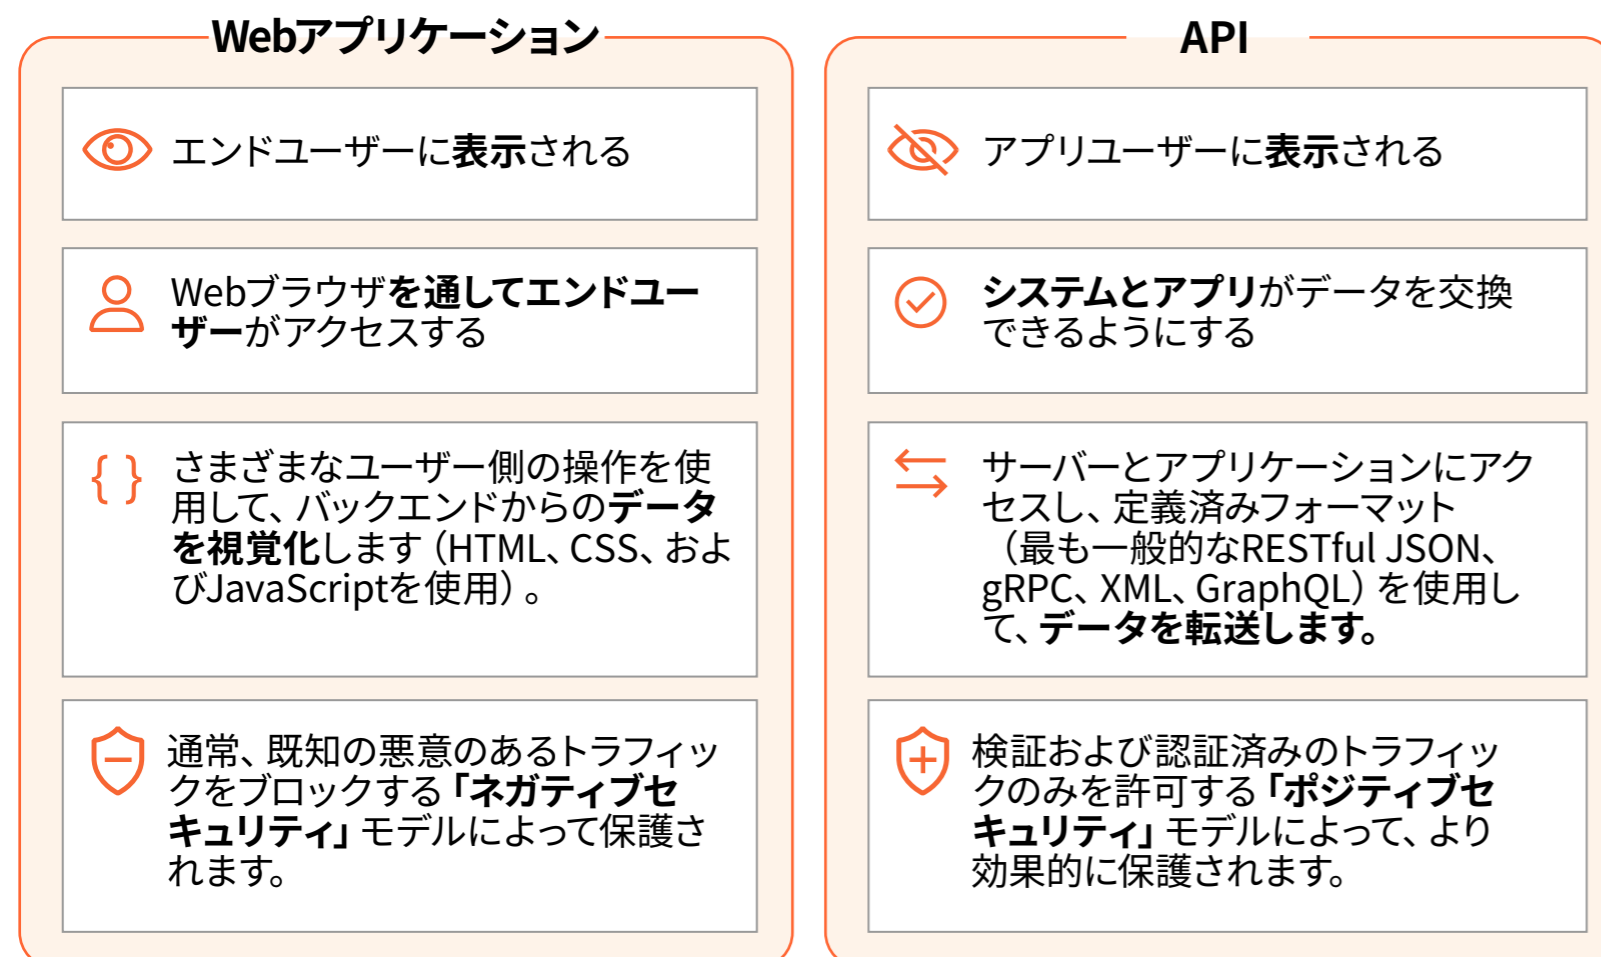 Webアプリケーション
エンドユーザーに表示される
Webブラウザを通してエンドユー
ザーがアクセスする
さまざまなユーザー側の操作を使
用して、バックエンドからのデータ
を視覚化します（HTML、CSS、およ
びJavaScriptを使用）。
通常、既知の悪意のあるトラフィッ
クをブロックする「ネガティブセ
キュリティ」モデルによって保護さ
れます。
API
アプリユーザーに表示される
システムとアプリがデータを交換
できるようにする
サーバーとアプリケーションにアク
セスし、定義済みフォーマット
（最も一般的なRESTful JSON、
gRPC、XML、GraphQL）を使用し
て、データを転送します。
検証および認証済みのトラフィッ
クのみを許可する「ポジティブセ
キュリティ」モデルによって、より
効果的に保護されます。